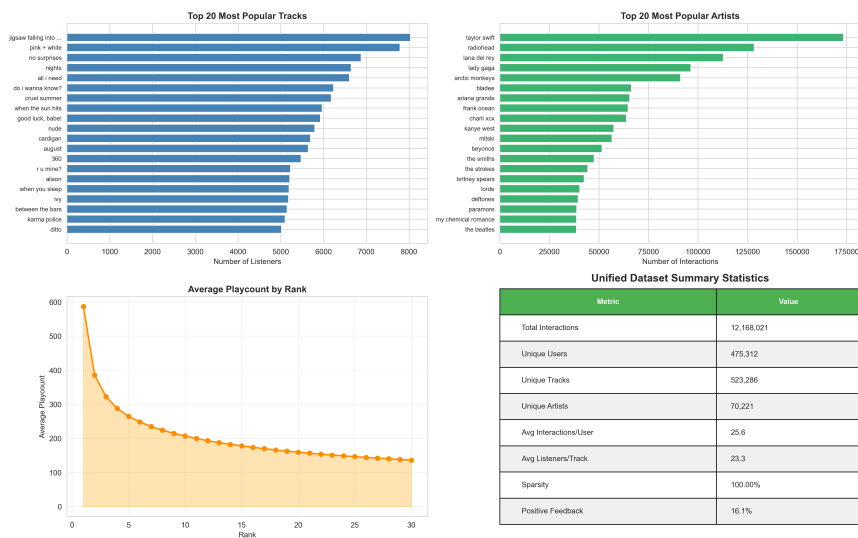 Top 20 Most Popular Tracks
jigsaw falling into ...
pink + white
no surprises
nights
all i need
do i wanna know?
cruel summer
when the sun hits
good luck, babe!
nude
cardigan
august
360
r u mine?
alison
when you sleep
ivy
between the bars
karma police
ditto
0 1000 2000 3000 4000 5000 6000 7000 8000
Number of Listeners
Top 20 Most Popular Artists
taylor swift
radiohead
lana del rey
lady gaga
arctic monkeys
bladee
ariana grande
frank ocean
charli xcx
kanye west
mitski
beyoncé
the smiths
the strokes
britney spears
lorde
deftones
paramore
my chemical romance
the beatles
0 25000 50000 75000 100000 125000 150000 175000
Number of Interactions
Average Playcount by Rank
Average Playcount
600
500
400
300
200
100
0
0 5 10 15 20 25 30
Rank
Unified Dataset Summary Statistics
Metric Value
Total Interactions 12,168,021
Unique Users 475,312
Unique Tracks 523,286
Unique Artists 70,221
Avg Interactions/User 25.6
Avg Listeners/Track 23.3
Sparsity 100.00%
Positive Feedback 16.1%